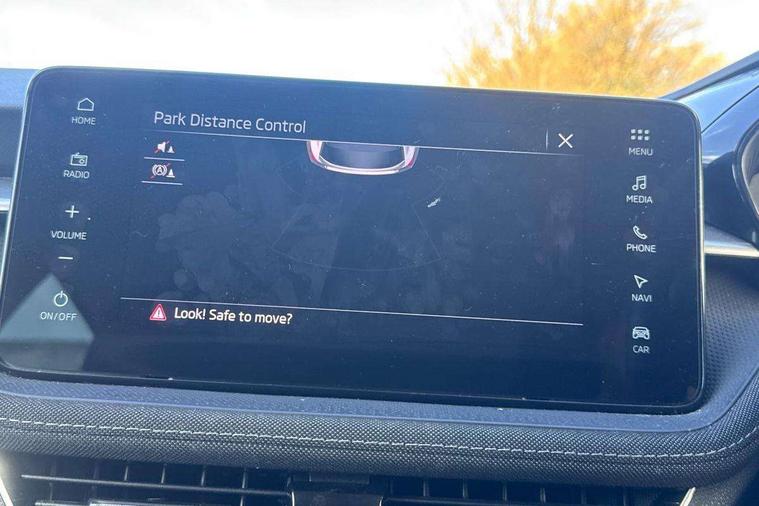 Park Distance Control
HOME
RADIO
VOLUME
ON/OFF
MENU
MEDIA
PHONE
NAVI
CAR
Look! Safe to move?